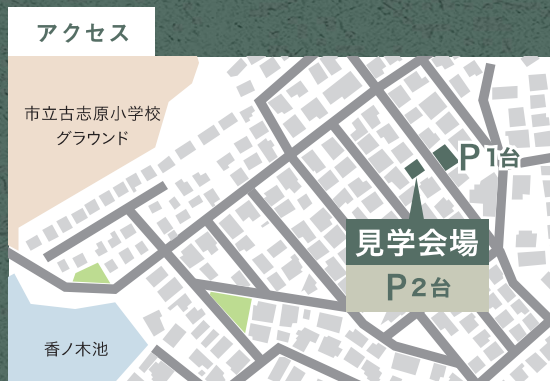 アクセス
市立古志原小学校
グラウンド
P1台
見学会場
P2台
香ノ木池